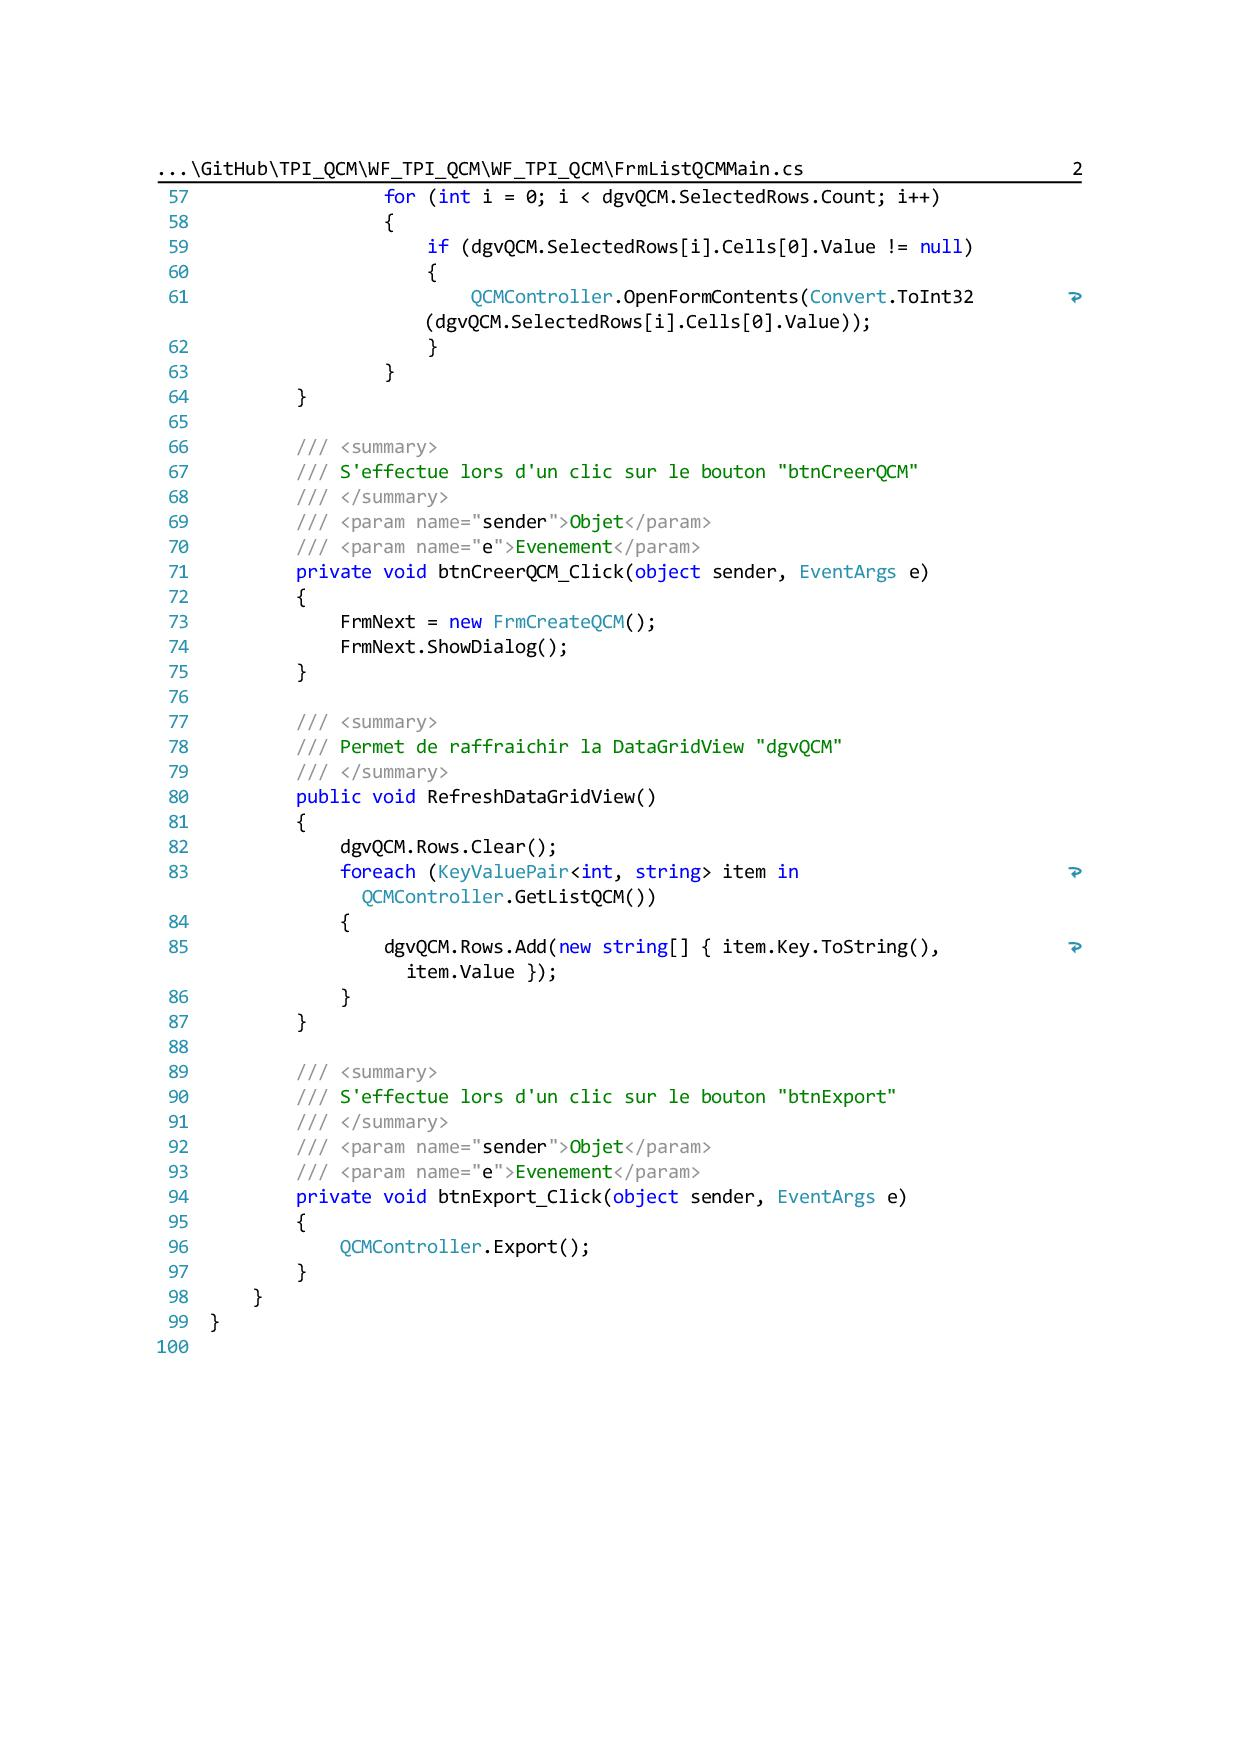 ...\GitHub\TPI_QCM\WF_TPI_QCM\WF_TPI_QCM\FrmListQCMMain.cs 2
57 for (int i = 0; i < dgvQCM.SelectedRows.Count; i++)
58 {
59 if (dgvQCM.SelectedRows[i].Cells[0].Value != null)
60 {
61 QCMController.OpenFormContents(Convert.ToInt32
(dgvQCM.SelectedRows[i].Cells[0].Value));
62 }
63 }
64 }
65
66 /// <summary>
67 /// S'effectue lors d'un clic sur le bouton "btnCreerQCM"
68 /// </summary>
69 /// <param name="sender">Objet</param>
70 /// <param name="e">Evenement</param>
71 private void btnCreerQCM_Click(object sender, EventArgs e)
72 {
73 FrmNext = new FrmCreateQCM();
74 FrmNext.ShowDialog();
75 }
76
77 /// <summary>
78 /// Permet de raffraichir la DataGridView "dgvQCM"
79 /// </summary>
80 public void RefreshDataGridView()
81 {
82 dgvQCM.Rows.Clear();
83 foreach (KeyValuePair<int, string> item in
QCMController.GetListQCM())
84 {
85 dgvQCM.Rows.Add(new string[] { item.Key.ToString(),
item.Value });
86 }
87 }
88
89 /// <summary>
90 /// S'effectue lors d'un clic sur le bouton "btnExport"
91 /// </summary>
92 /// <param name="sender">Objet</param>
93 /// <param name="e">Evenement</param>
94 private void btnExport_Click(object sender, EventArgs e)
95 {
96 QCMController.Export();
97 }
98 }
99 }
100